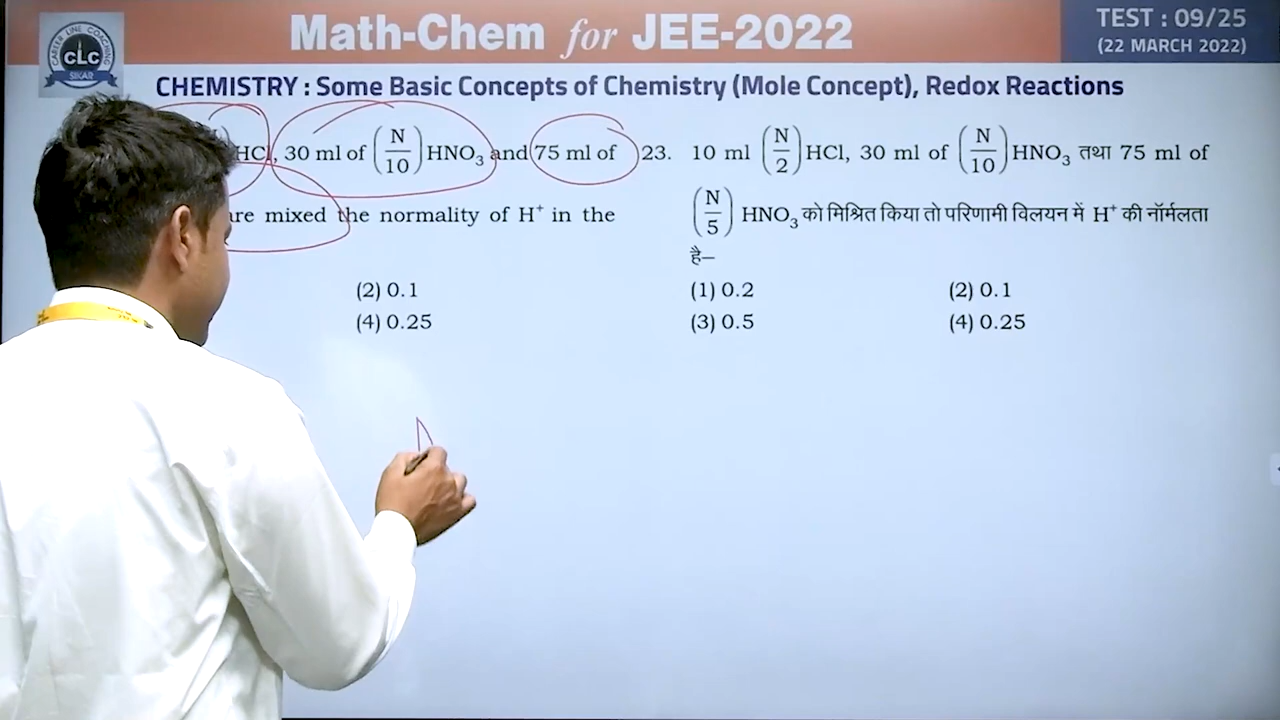 Math-Chem for JEE-2022
TEST : 09/25
(22 MARCH 2022)
CAREER LINE COACHING
CLC
SIKAR
CHEMISTRY : Some Basic Concepts of Chemistry (Mole Concept), Redox Reactions
HCl, 30 ml of (N/10) HNO₃ and 75 ml of
are mixed the normality of H⁺ in the
(2) 0.1
(4) 0.25
23. 10 ml (N/2) HCl, 30 ml of (N/10) HNO₃ तथा 75 ml of
(N/5) HNO₃ को मिश्रित किया तो परिणामी विलयन में H⁺ की नॉर्मलता
है–
(1) 0.2 (2) 0.1
(3) 0.5 (4) 0.25